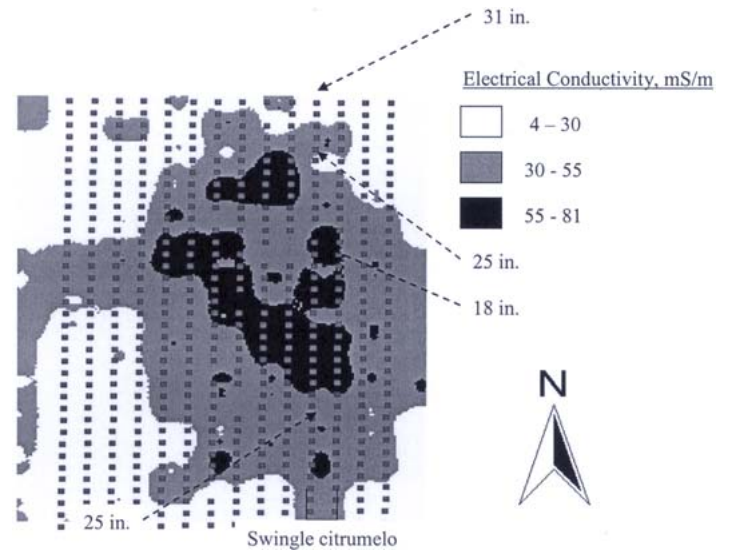 31 in.
Electrical Conductivity, mS/m
4 – 30
30 - 55
55 - 81
25 in.
18 in.
N
25 in.
Swingle citrumelo